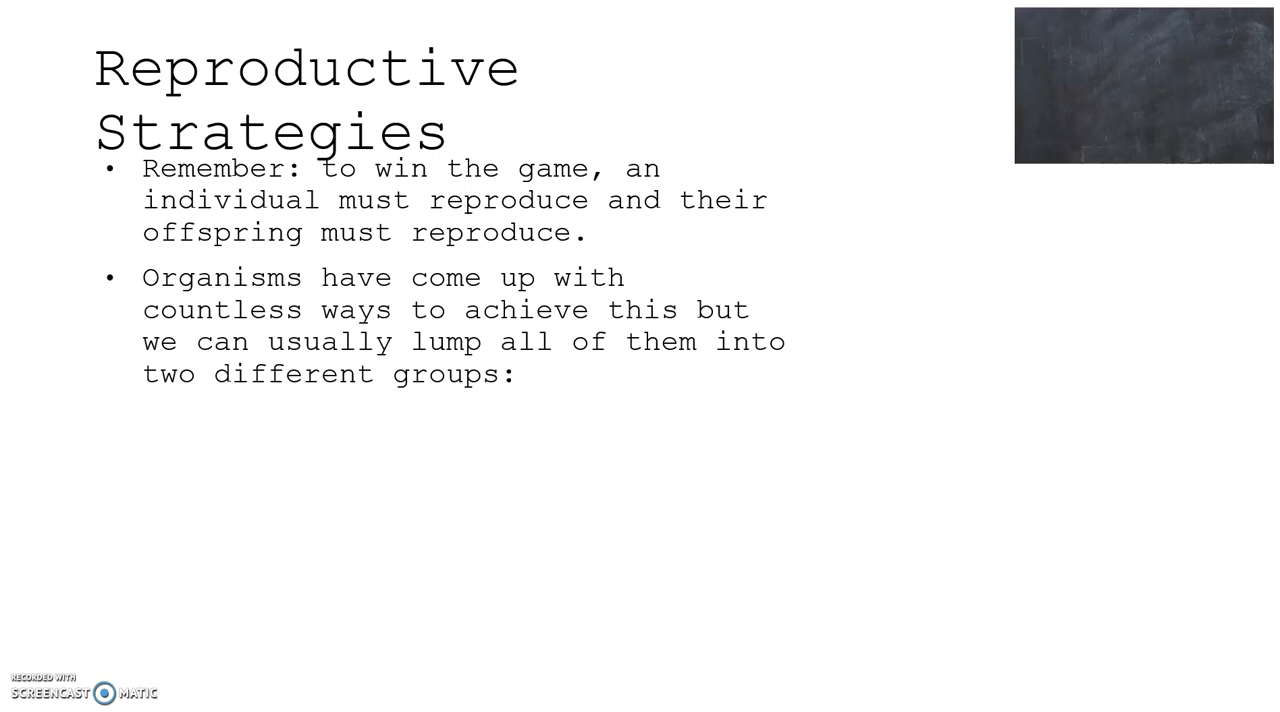 Reproductive
Strategies
• Remember: to win the game, an
individual must reproduce and their
offspring must reproduce.
• Organisms have come up with
countless ways to achieve this but
we can usually lump all of them into
two different groups:
RECORDED WITH
SCREENCAST MATIC